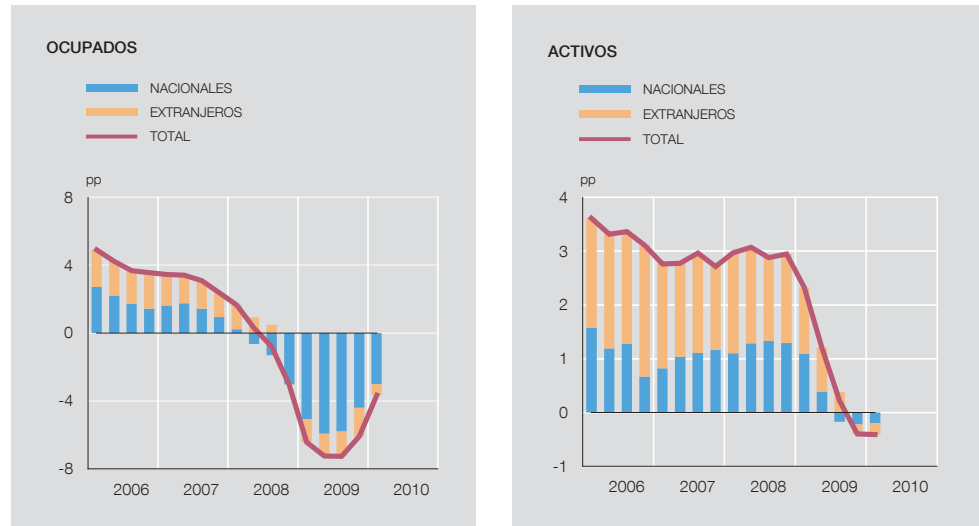 OCUPADOS
NACIONALES
EXTRANJEROS
TOTAL
pp
8
4
0
-4
-8
2006 2007 2008 2009 2010
ACTIVOS
NACIONALES
EXTRANJEROS
TOTAL
pp
4
3
2
1
0
-1
2006 2007 2008 2009 2010